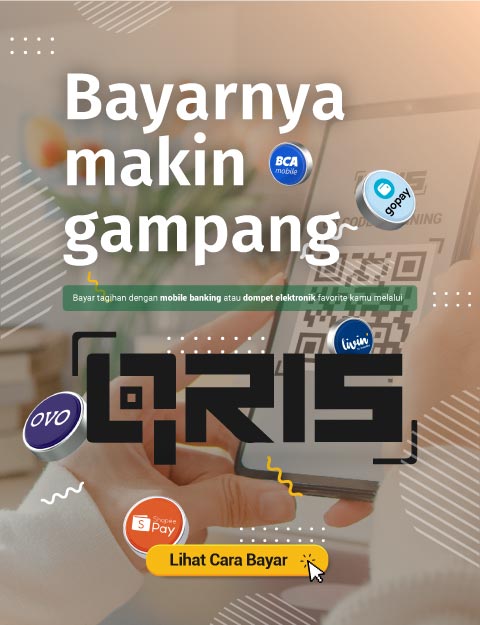 Bayarnya
makin
gampang
BCA
mobile
gopay
Bayar tagihan dengan mobile banking atau dompet elektronik favorite kamu melalui
livin'
QRIS
OVO
S
Shopee
Pay
Lihat Cara Bayar